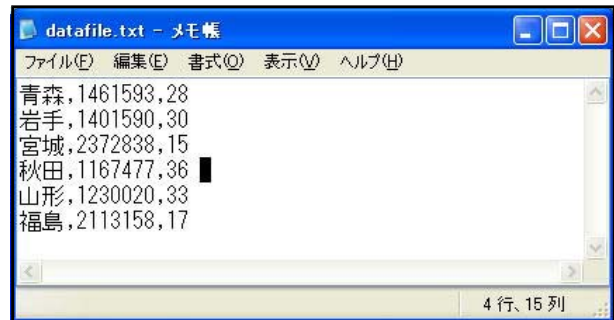 datafile.txt - メモ帳
ファイル(F) 編集(E) 書式(O) 表示(V) ヘルプ(H)
青森,1461593,28
岩手,1401590,30
宮城,2372838,15
秋田,1167477,36
山形,1230020,33
福島,2113158,17
4 行、15 列